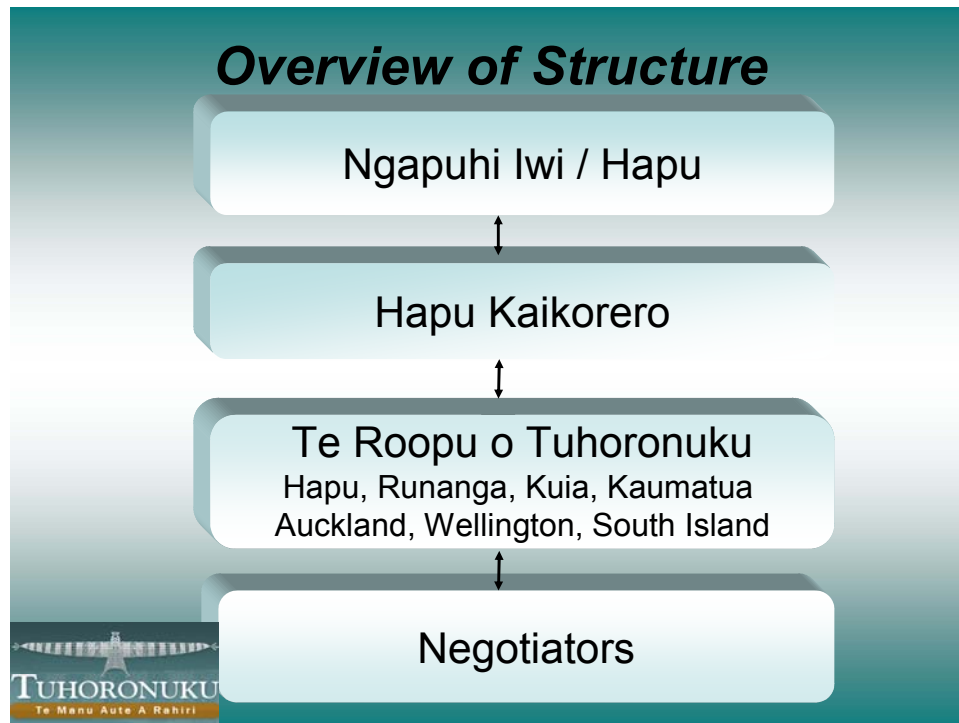 Overview of Structure
Ngapuhi Iwi / Hapu
Hapu Kaikorero
Te Roopu o Tuhoronuku
Hapu, Runanga, Kuia, Kaumatua
Auckland, Wellington, South Island
Negotiators
TUHORONUKU
Te Manu Aute A Rahiri